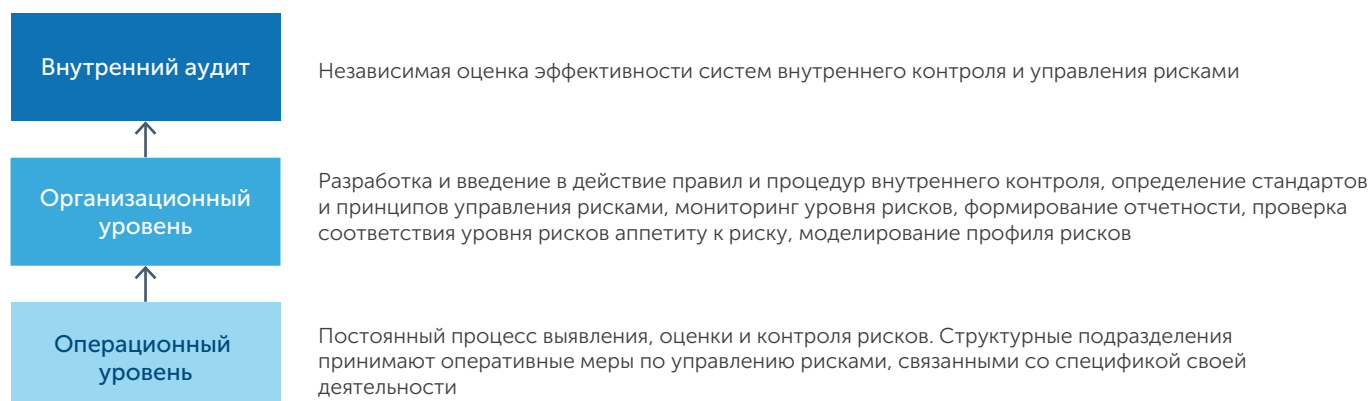 Внутренний аудит
Независимая оценка эффективности систем внутреннего контроля и управления рисками
Организационный
уровень
Разработка и введение в действие правил и процедур внутреннего контроля, определение стандартов
и принципов управления рисками, мониторинг уровня рисков, формирование отчетности, проверка
соответствия уровня рисков аппетиту к риску, моделирование профиля рисков
Операционный
уровень
Постоянный процесс выявления, оценки и контроля рисков. Структурные подразделения
принимают оперативные меры по управлению рисками, связанными со спецификой своей
деятельности